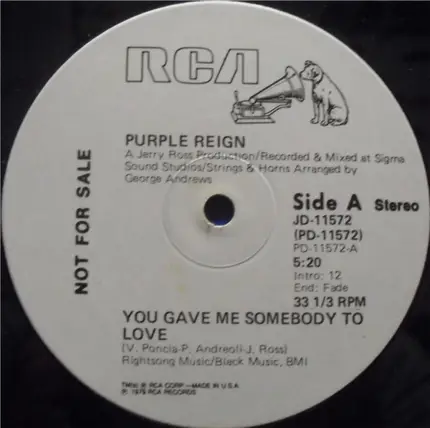 RCA
PURPLE REIGN
A Jerry Ross Production/Recorded & Mixed at Sigma
Sound Studios/Strings & Horns Arranged by
George Andrews
NOT FOR SALE
Side A Stereo
JD-11572
(PD-11572)
PD-11572-A
5:20
Intro: 12
End: Fade
33 1/3 RPM
YOU GAVE ME SOMEBODY TO
LOVE
(V. Poncia-P. Andreoli-J. Ross)
Rightsong Music/Bleck Music, BMI
TM(s) ® RCA CORP—MADE IN U.S.A
℗ 1979 RCA RECORDS